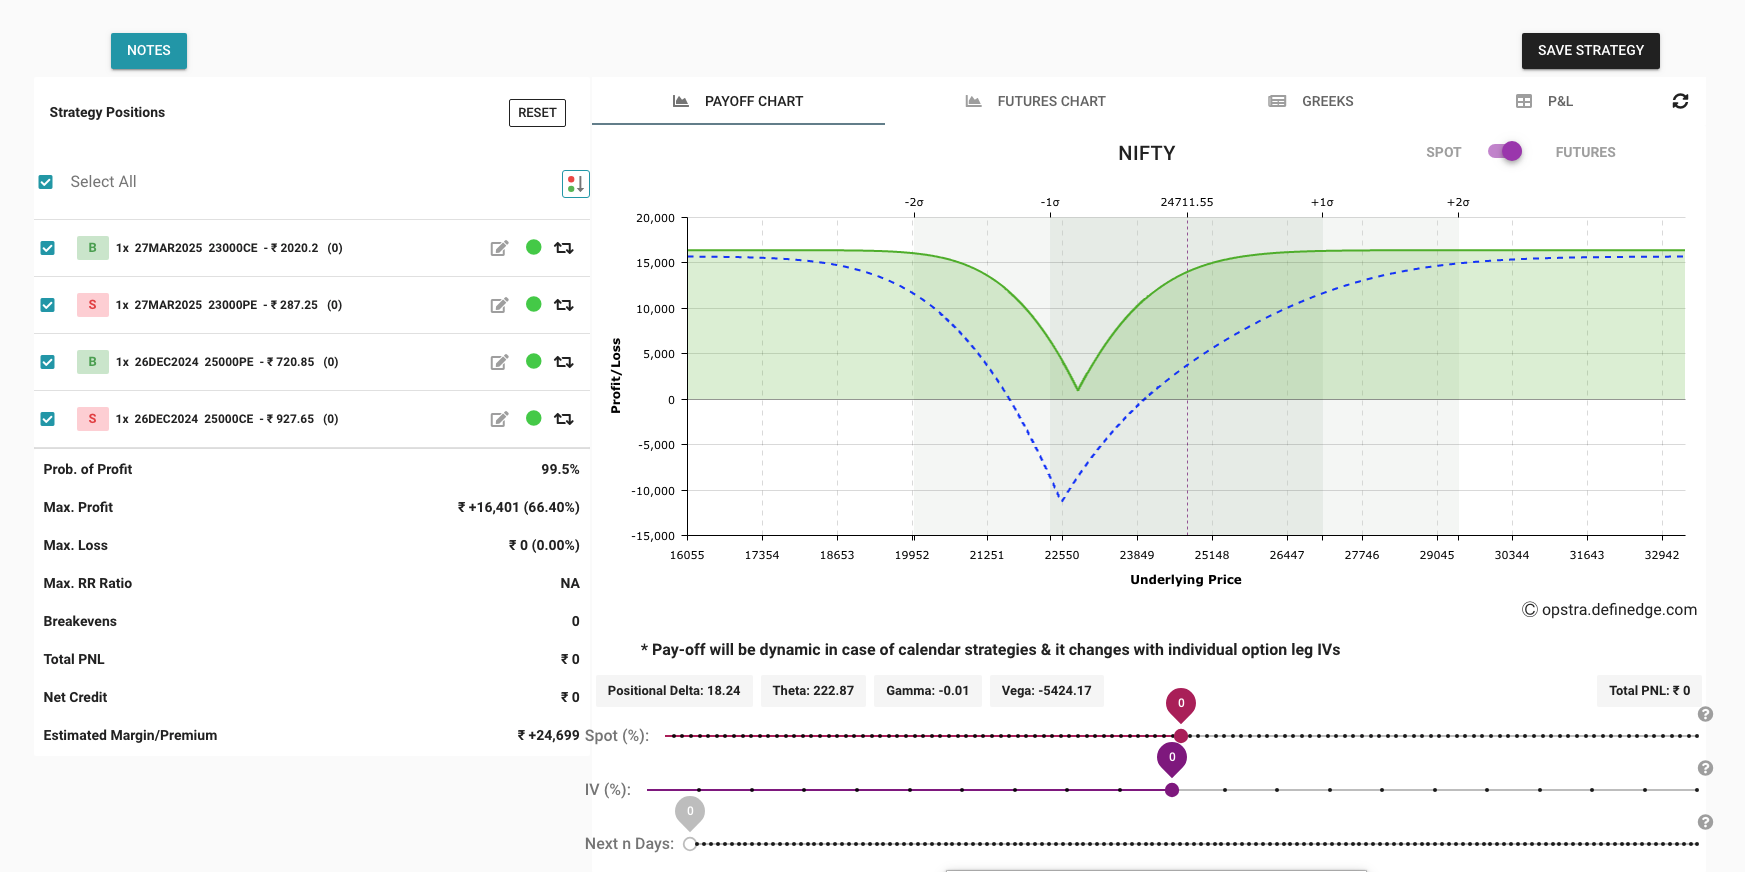 NOTES
SAVE STRATEGY
Strategy Positions
RESET
PAYOFF CHART
FUTURES CHART
GREEKS
P&L
NIFTY
SPOT
FUTURES
Select All
B 1x 27MAR2025 23000CE - ₹ 2020.2 (0)
S 1x 27MAR2025 23000PE - ₹ 287.25 (0)
B 1x 26DEC2024 25000PE - ₹ 720.85 (0)
S 1x 26DEC2024 25000CE - ₹ 927.65 (0)
Prob. of Profit 99.5%
Max. Profit ₹ +16,401 (66.40%)
Max. Loss ₹ 0 (0.00%)
Max. RR Ratio NA
Breakevens 0
Total PNL ₹ 0
Net Credit ₹ 0
Estimated Margin/Premium ₹ +24,699
-2σ -1σ 24711.55 +1σ +2σ
20,000
15,000
10,000
5,000
0
-5,000
-10,000
-15,000
Profit/Loss
16055 17354 18653 19952 21251 22550 23849 25148 26447 27746 29045 30344 31643 32942
Underlying Price
© opstra.definedge.com
* Pay-off will be dynamic in case of calendar strategies & it changes with individual option leg IVs
Positional Delta: 18.24
Theta: 222.87
Gamma: -0.01
Vega: -5424.17
Total PNL: ₹ 0
0
?
Spot (%):
0
?
IV (%):
0
?
Next n Days: